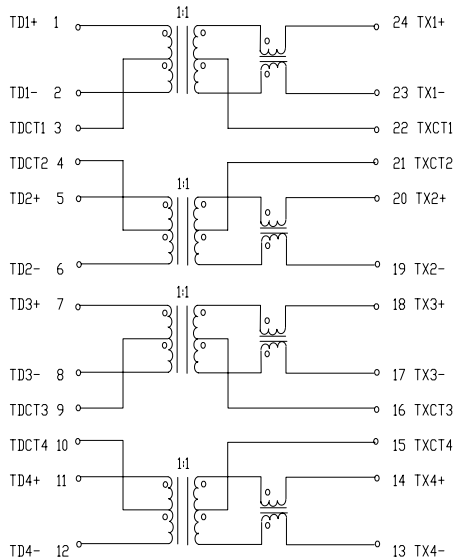 1:1
TD1+ 1 24 TX1+
TD1- 2 23 TX1-
TDCT1 3 22 TXCT1
TDCT2 4 21 TXCT2
1:1
TD2+ 5 20 TX2+
TD2- 6 19 TX2-
1:1
TD3+ 7 18 TX3+
TD3- 8 17 TX3-
TDCT3 9 16 TXCT3
TDCT4 10 15 TXCT4
1:1
TD4+ 11 14 TX4+
TD4- 12 13 TX4-